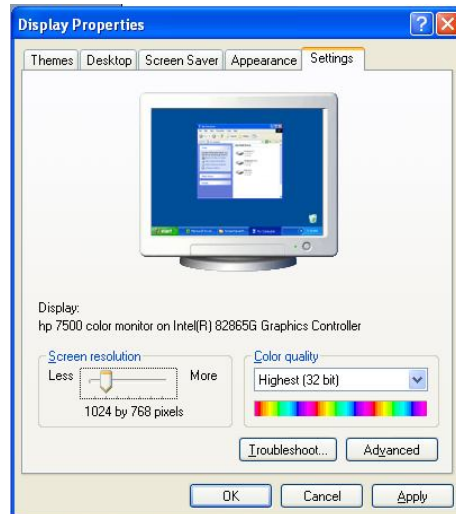 Display Properties
Themes Desktop Screen Saver Appearance Settings
start
Display:
hp 7500 color monitor on Intel(R) 82865G Graphics Controller
Screen resolution
Less More
1024 by 768 pixels
Color quality
Highest (32 bit)
Troubleshoot... Advanced
OK Cancel Apply